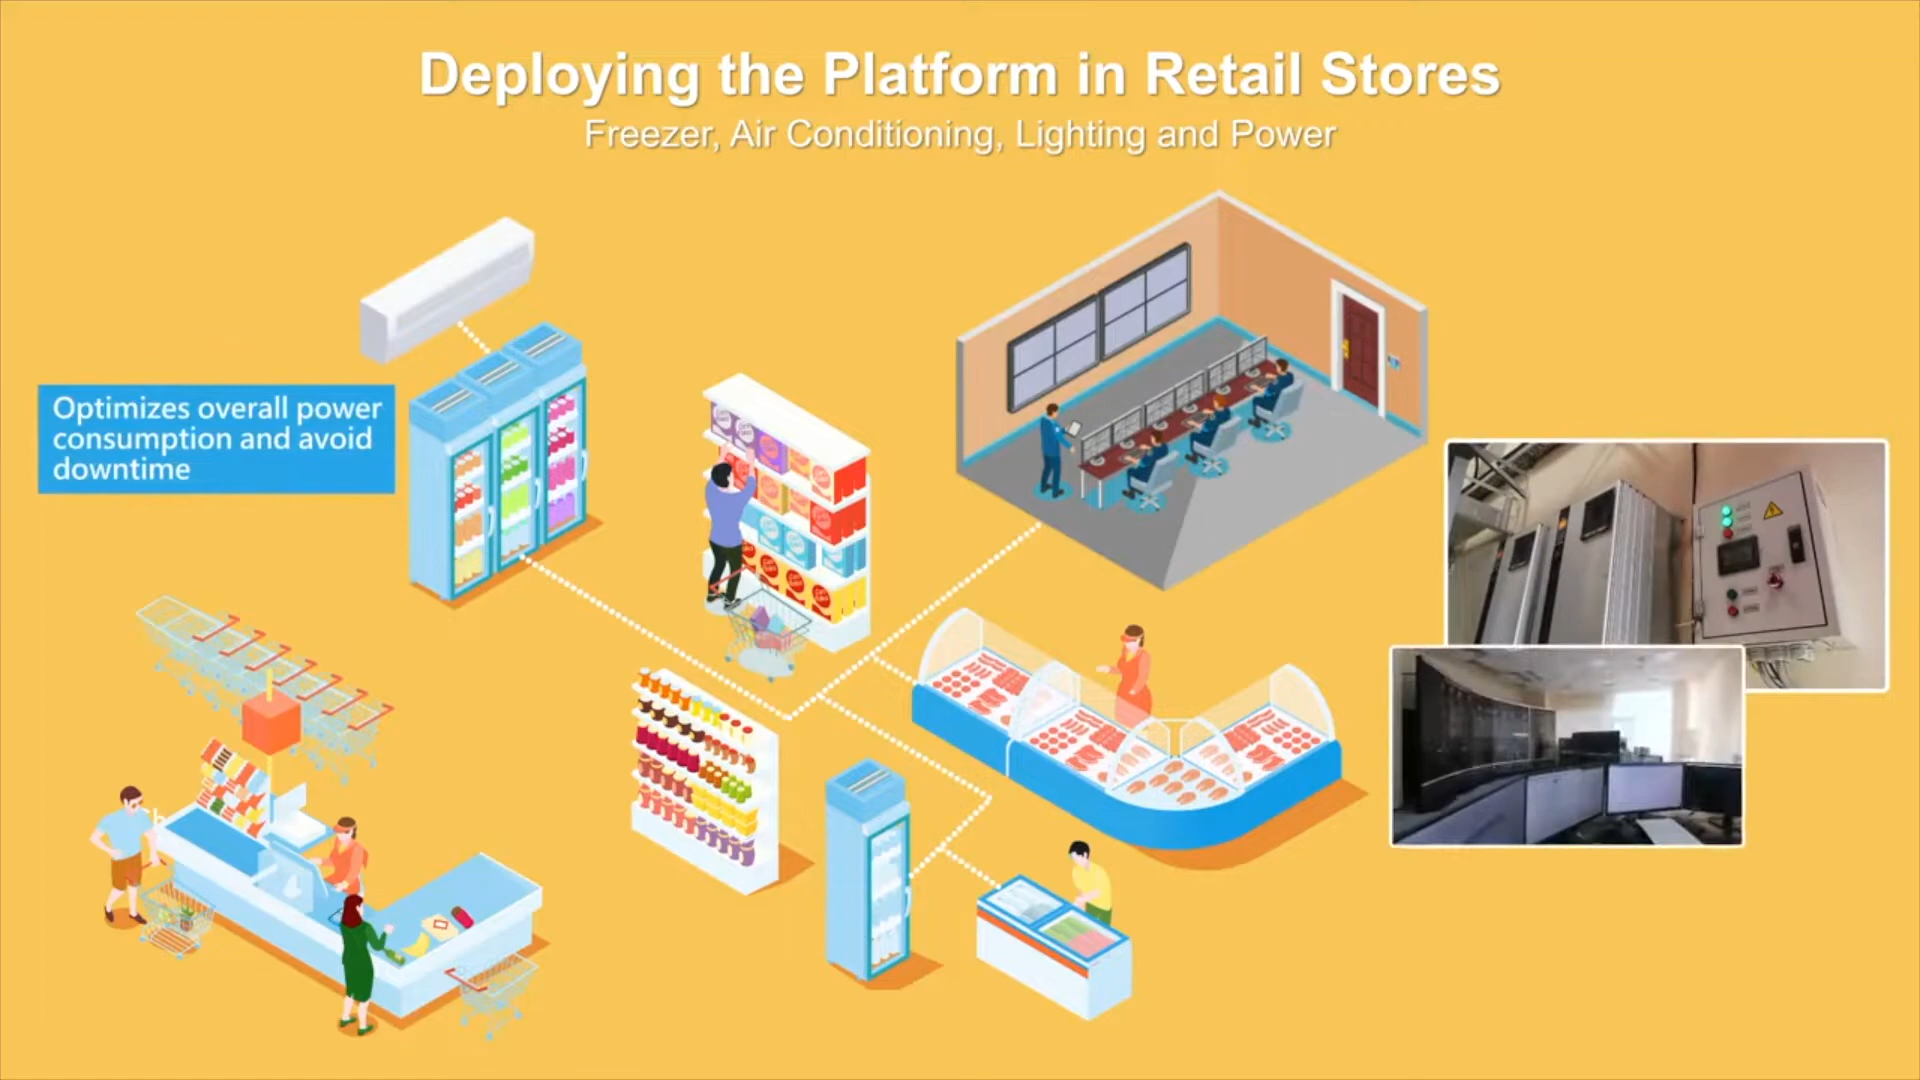 Deploying the Platform in Retail Stores
Freezer, Air Conditioning, Lighting and Power
Optimizes overall power
consumption and avoid
downtime